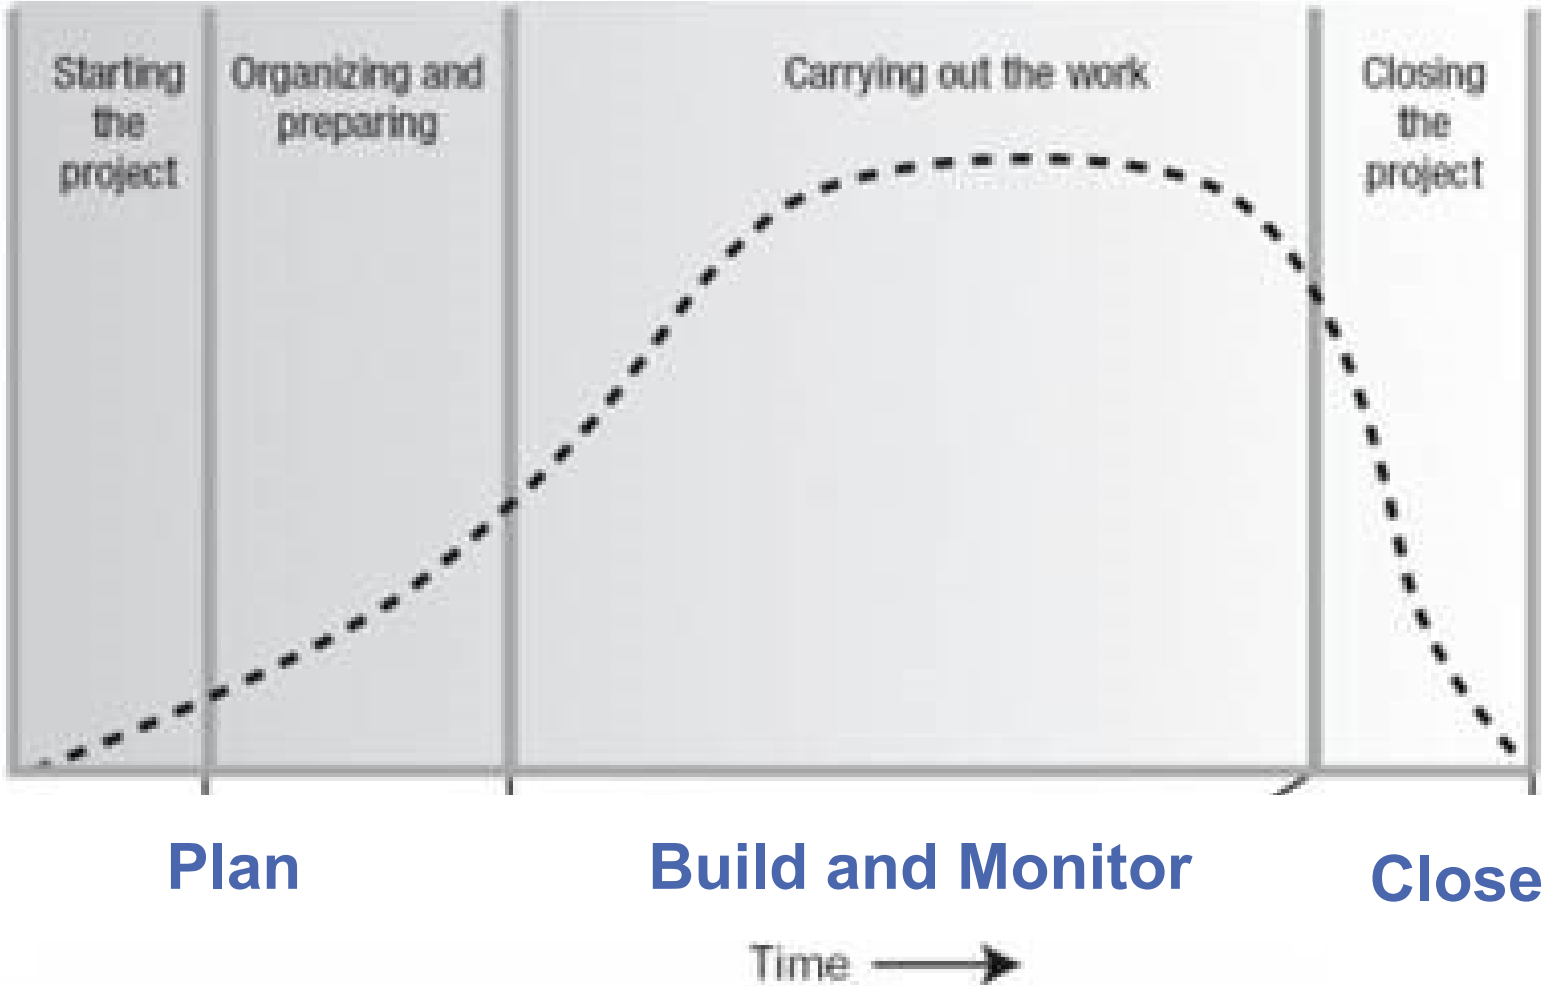 Starting
the
project
Organizing and
preparing
Carrying out the work
Closing
the
project
Plan
Build and Monitor
Close
Time